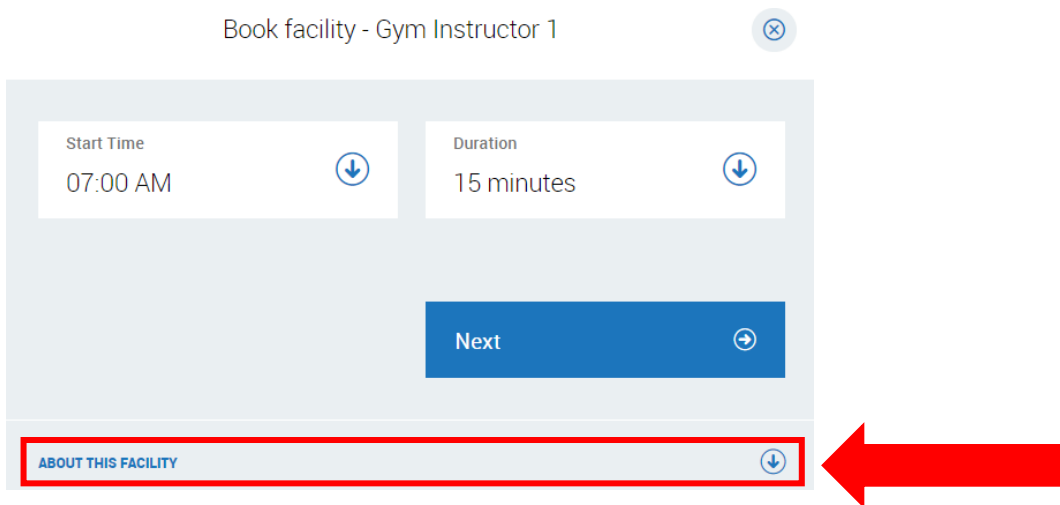 Book facility - Gym Instructor 1
Start Time
07:00 AM
Duration
15 minutes
Next
ABOUT THIS FACILITY